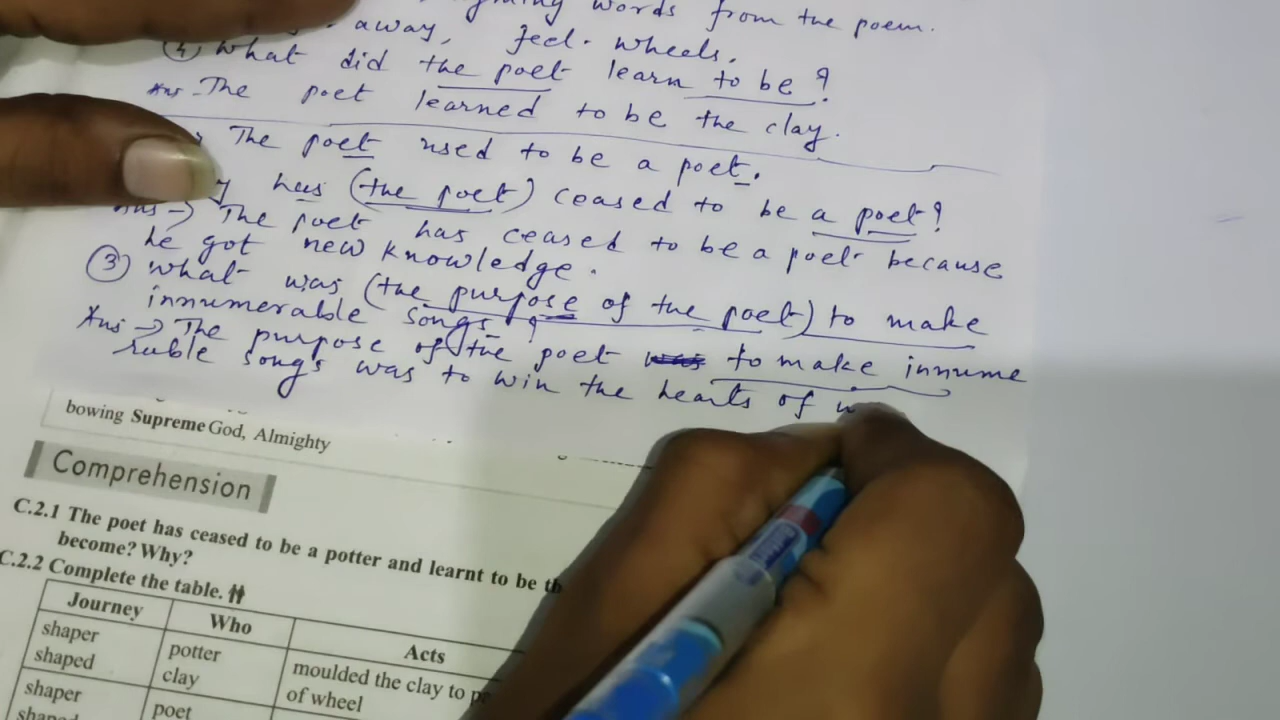 words from the poem.
away, feel. wheels.
④ what did the poet learn to be?
Ans - The poet learned to be the clay.
The poet used to be a poet.
has (the poet) ceased to be a poet?
Ans -> The poet has ceased to be a poet because
he got new knowledge.
③ what was (the purpose of the poet) to make
innumerable songs?
Ans -> The purpose of the poet to make innume
rable songs was to win the hearts of
bowing Supreme God, Almighty
Comprehension
C.2.1 The poet has ceased to be a potter and learnt to be th
become? Why?
C.2.2 Complete the table.
Journey Who Acts
shaper potter moulded the clay to
shaped clay of wheel
shaper poet